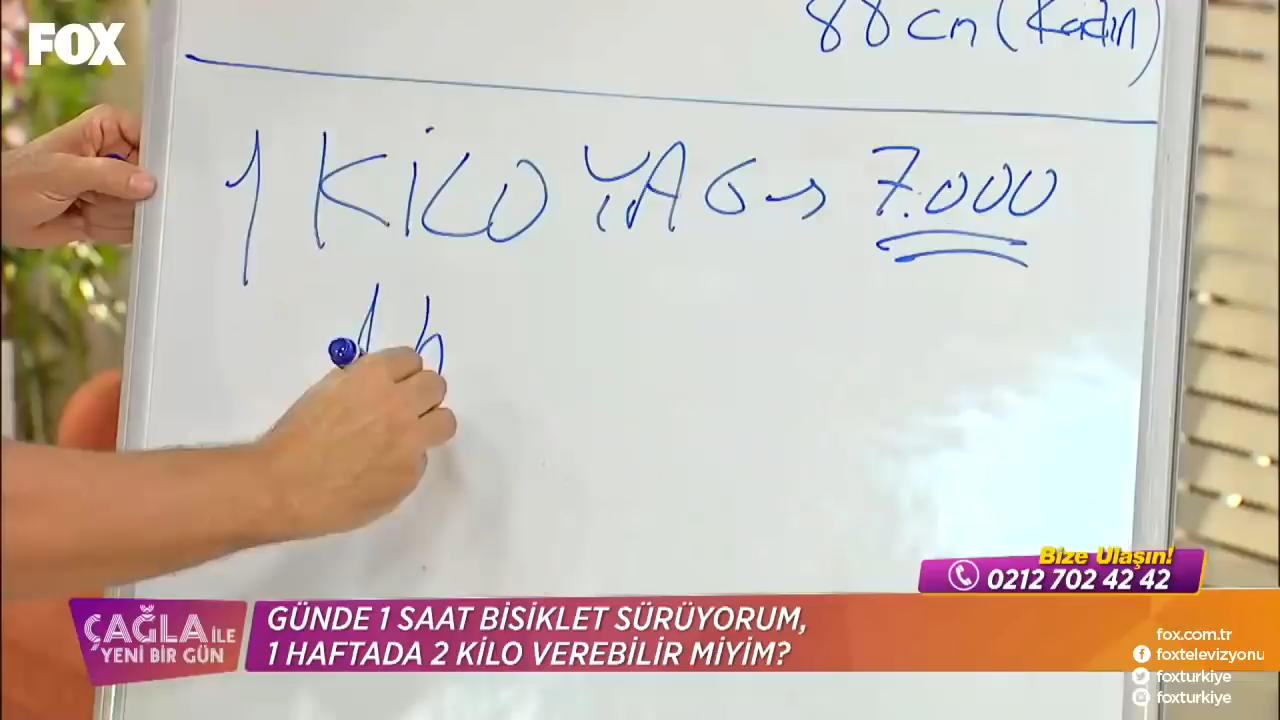 FOX
88 cm (Kadın)
1 KİLO YAĞ → 7.000
1 h
Bize Ulaşın!
0212 702 42 42
ÇAĞLA İLE
YENİ BİR GÜN
GÜNDE 1 SAAT BİSİKLET SÜRÜYORUM,
1 HAFTADA 2 KİLO VEREBİLİR MİYİM?
fox.com.tr
foxtelevizyonu
foxturkiye
foxturkiye